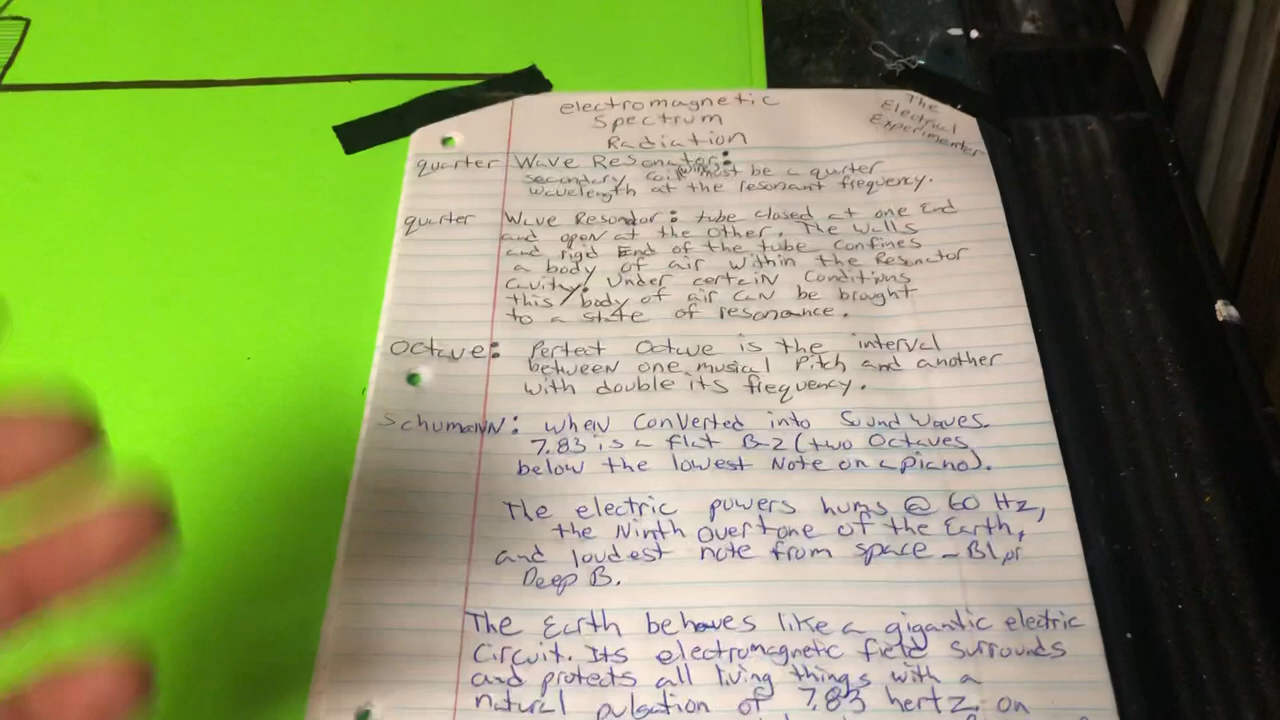 electromagnetic
Spectrum
Radiation
The
Electrical
Experimenter
quarter Wave Resonator:
secondary coil winding must be a quarter
wavelength at the resonant frequency.
quarter Wave Resonator: tube closed at one End
and open at the other. The Walls
and rigid End of the tube confines
a body of air within the Resonator
cavity. Under certain conditions
this body of air can be brought
to a state of resonance.
Octave: Perfect Octave is the interval
between one musical Pitch and another
with double its frequency.
SchumaNN: when Converted into Sound Waves.
7.83 is a flat B-2 (two Octaves
below the lowest Note on a piano).
The electric powers hums @ 60 Hz,
the Ninth overtone of the Earth,
and loudest note from space - B1 or
Deep B.
The Earth behaves like a gigantic electric
Circuit. Its electromagnetic field surrounds
and protects all living things with a
natural pulsation of 7.83 hertz on